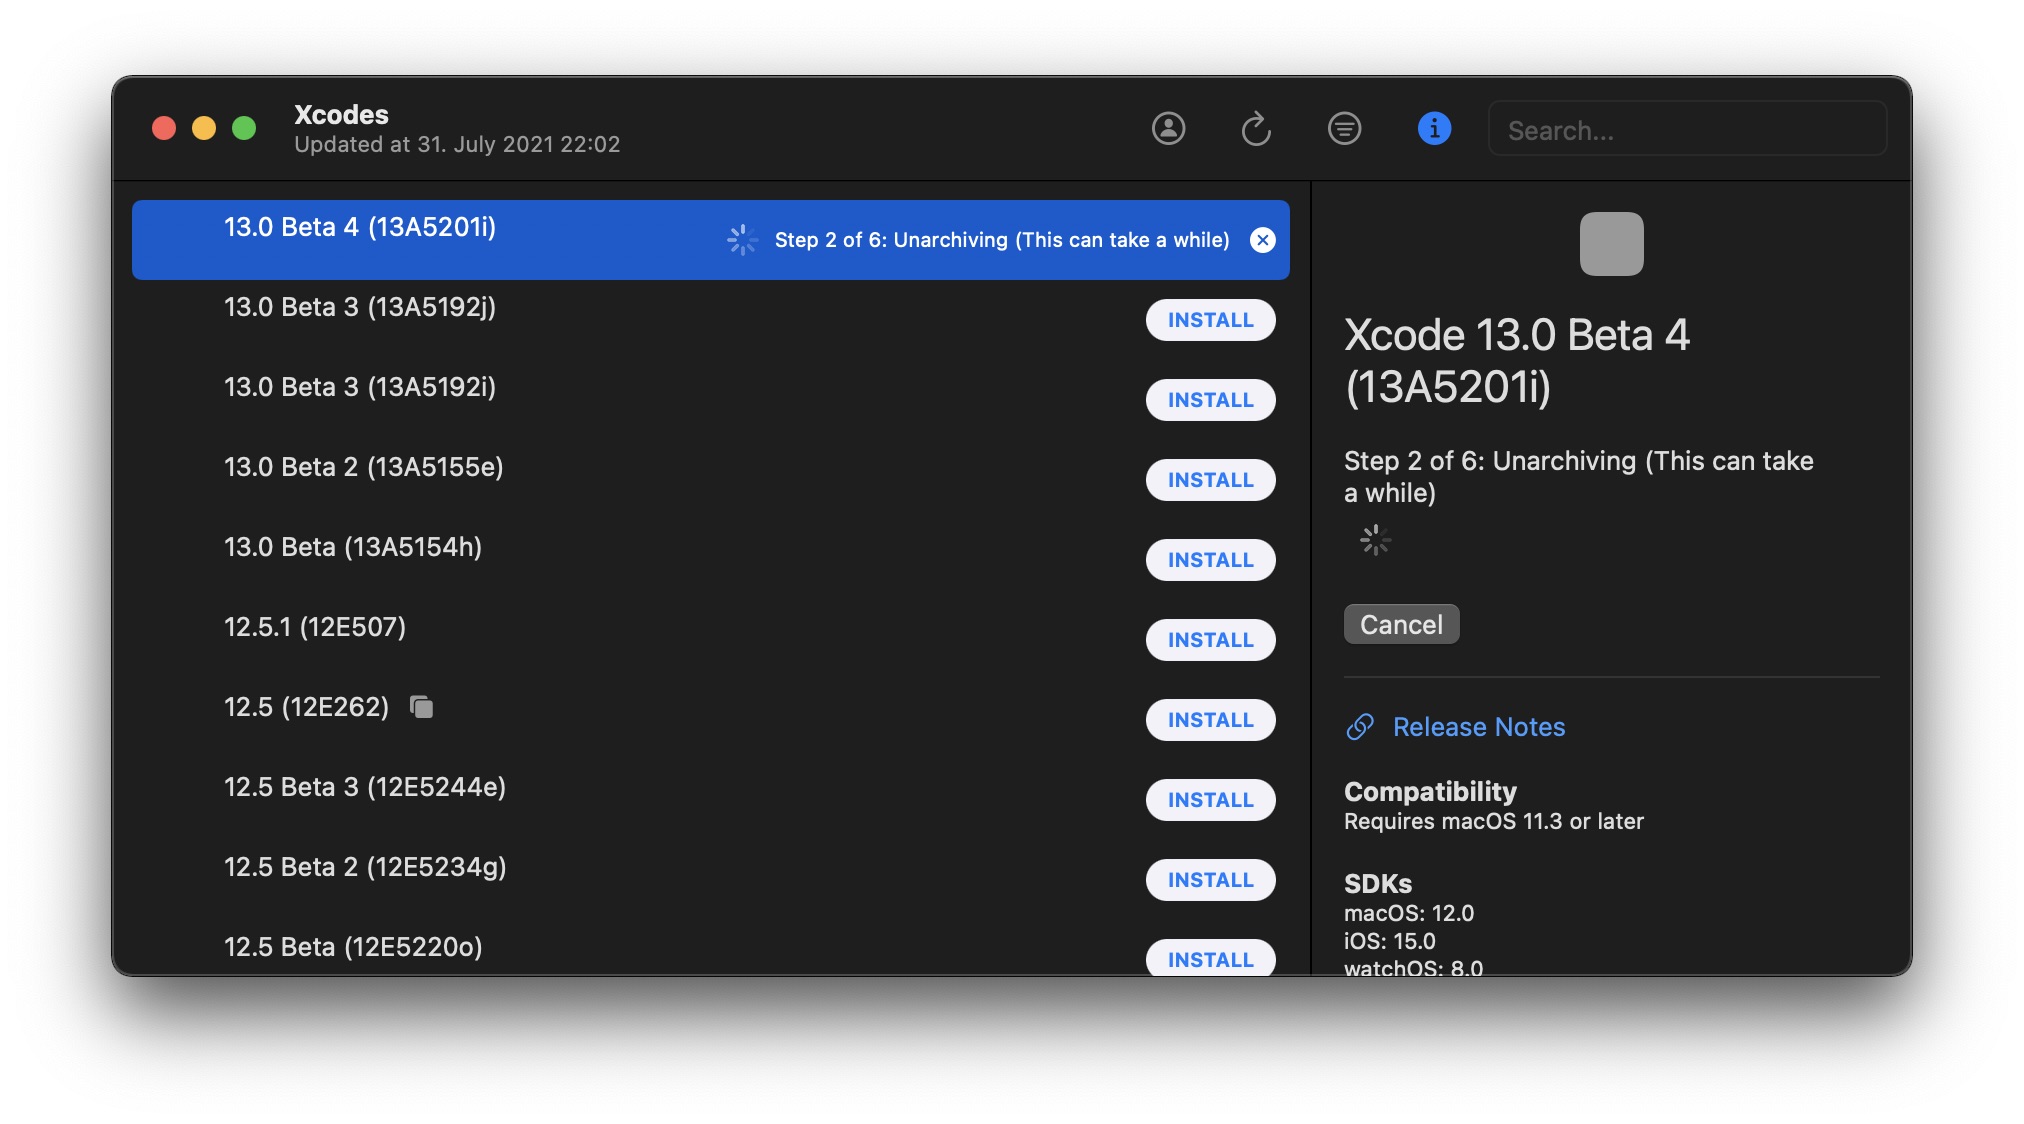 Xcodes
Updated at 31. July 2021 22:02
Search...
13.0 Beta 4 (13A5201i)
Step 2 of 6: Unarchiving (This can take a while)
13.0 Beta 3 (13A5192j)
INSTALL
13.0 Beta 3 (13A5192i)
INSTALL
13.0 Beta 2 (13A5155e)
INSTALL
13.0 Beta (13A5154h)
INSTALL
12.5.1 (12E507)
INSTALL
12.5 (12E262)
INSTALL
12.5 Beta 3 (12E5244e)
INSTALL
12.5 Beta 2 (12E5234g)
INSTALL
12.5 Beta (12E5220o)
INSTALL
Xcode 13.0 Beta 4
(13A5201i)
Step 2 of 6: Unarchiving (This can take
a while)
Cancel
Release Notes
Compatibility
Requires macOS 11.3 or later
SDKs
macOS: 12.0
iOS: 15.0
watchOS: 8.0